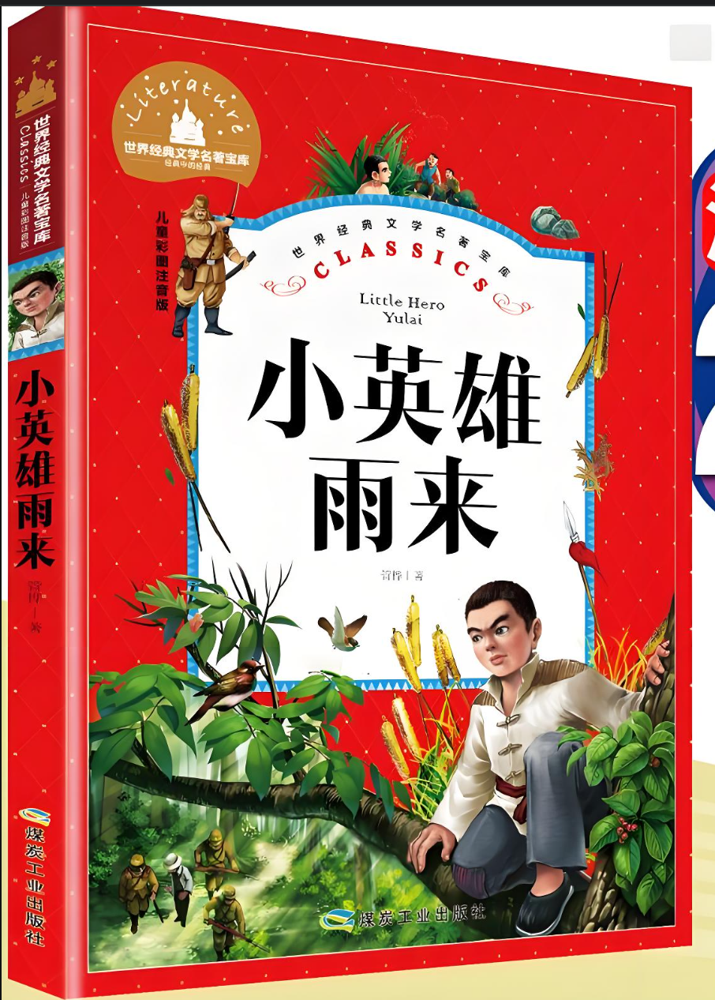 世界经典文学名著宝库
CLASSICS
儿童彩图注音版
小英雄雨来
煤炭工业出版社
Literature
世界经典文学名著宝库
经典中的经典
儿童彩图注音版
世界经典文学名著宝库
CLASSICS
Little Hero
Yulai
小英雄
雨来
管桦 | 著
煤炭工业出版社